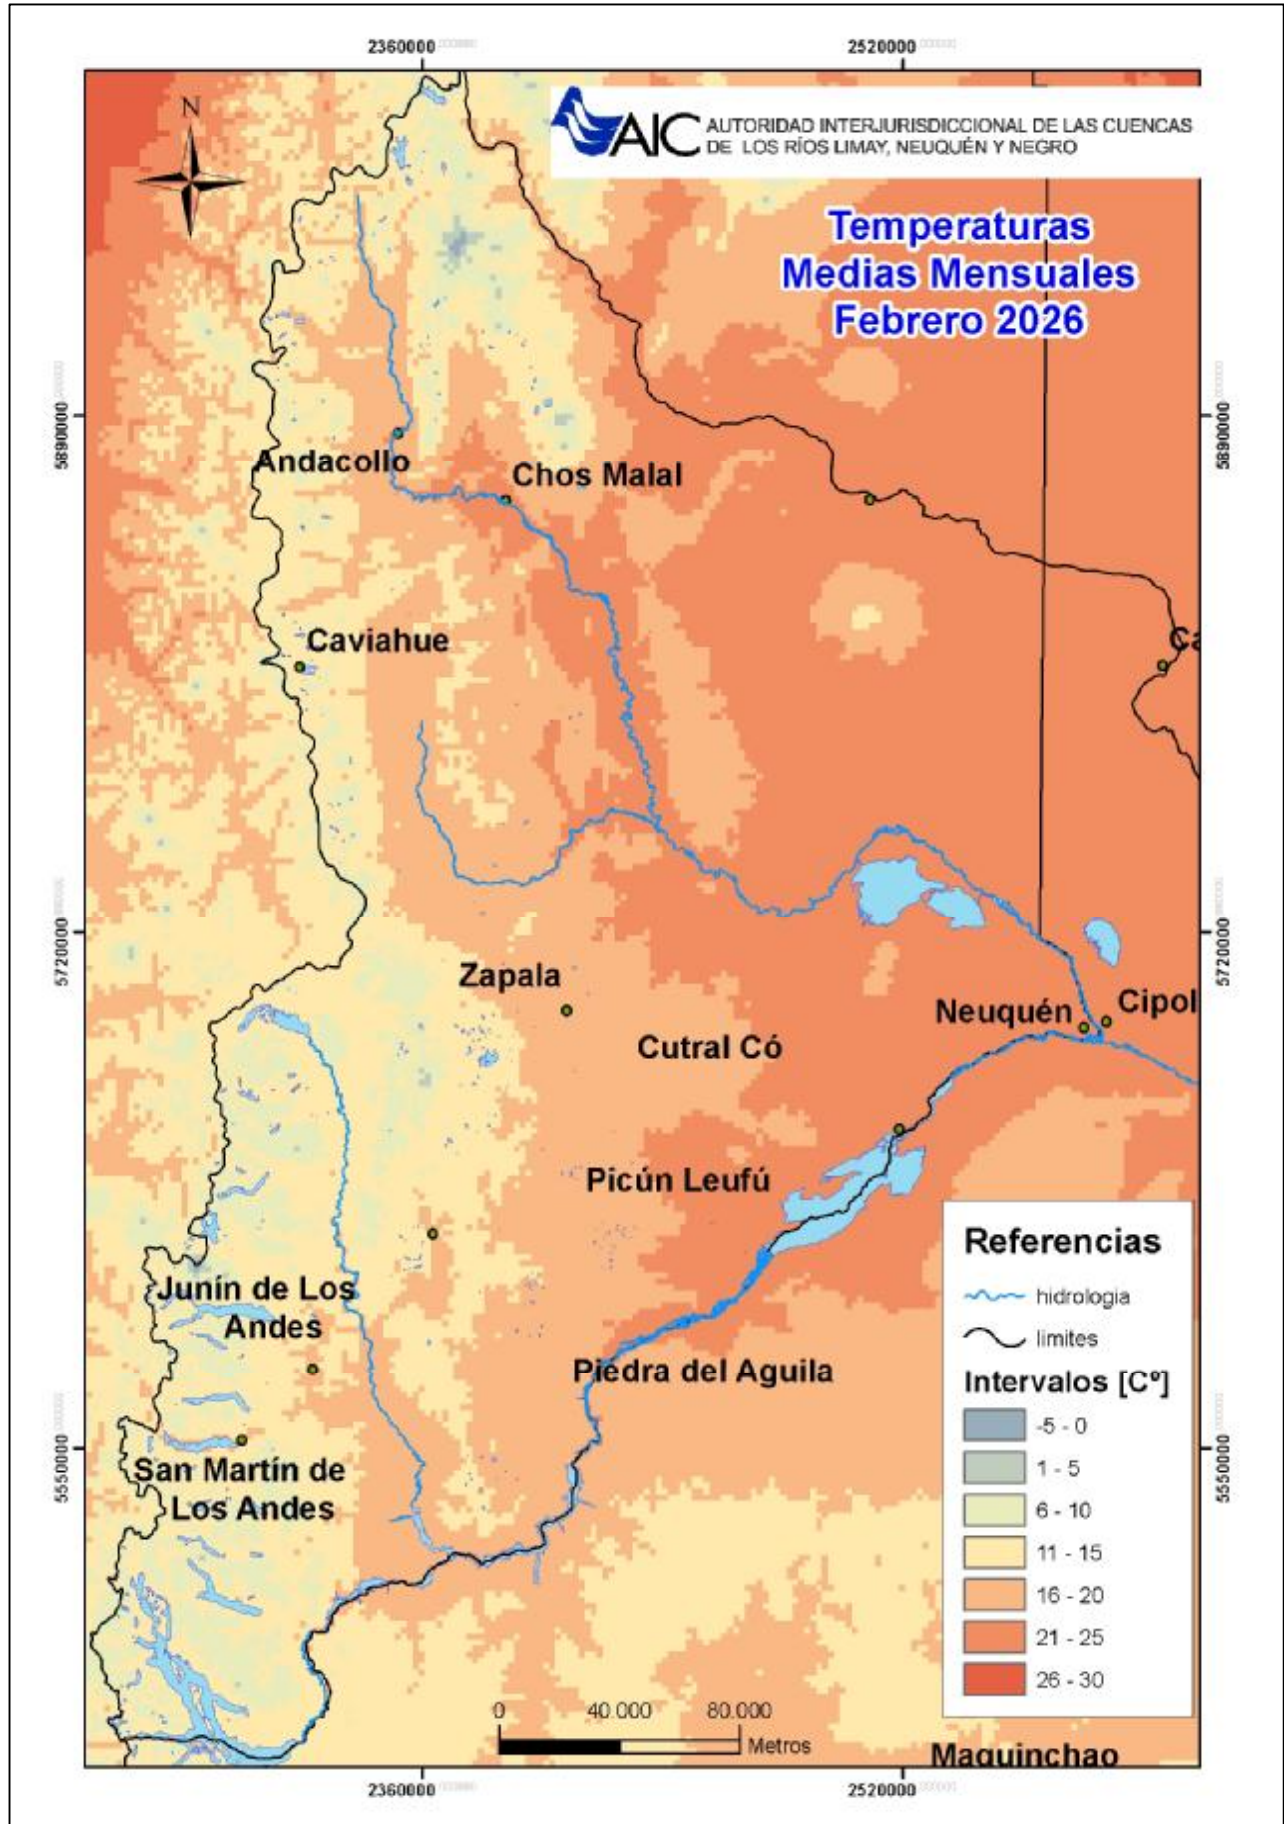 2360000
2520000
N
AIC
AUTORIDAD INTERJURISDICCIONAL DE LAS CUENCAS
DE LOS RÍOS LIMAY, NEUQUÉN Y NEGRO
Temperaturas
Medias Mensuales
Febrero 2026
5890000
5890000
Andacollo
Chos Malal
Caviahue
Ca
5720000
5720000
Zapala
Neuquén
Cipol
Cutral Có
Picún Leufú
Junín de Los
Andes
Piedra del Aguila
5550000
5550000
San Martín de
Los Andes
Referencias
hidrologia
limites
Intervalos [Cº]
-5 - 0
1 - 5
6 - 10
11 - 15
16 - 20
21 - 25
26 - 30
0 40.000 80.000
Metros
Maquinchao
2360000
2520000